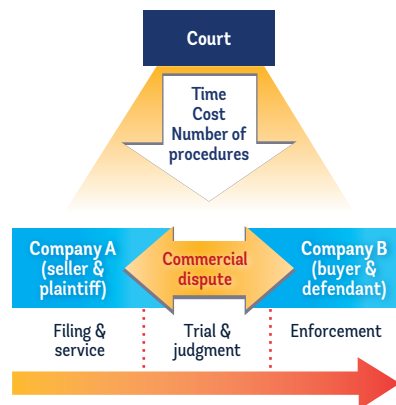 Court
Time
Cost
Number of
procedures
Company A
(seller &
plaintiff)
Commercial
dispute
Company B
(buyer &
defendant)
Filing &
service
Trial &
judgment
Enforcement